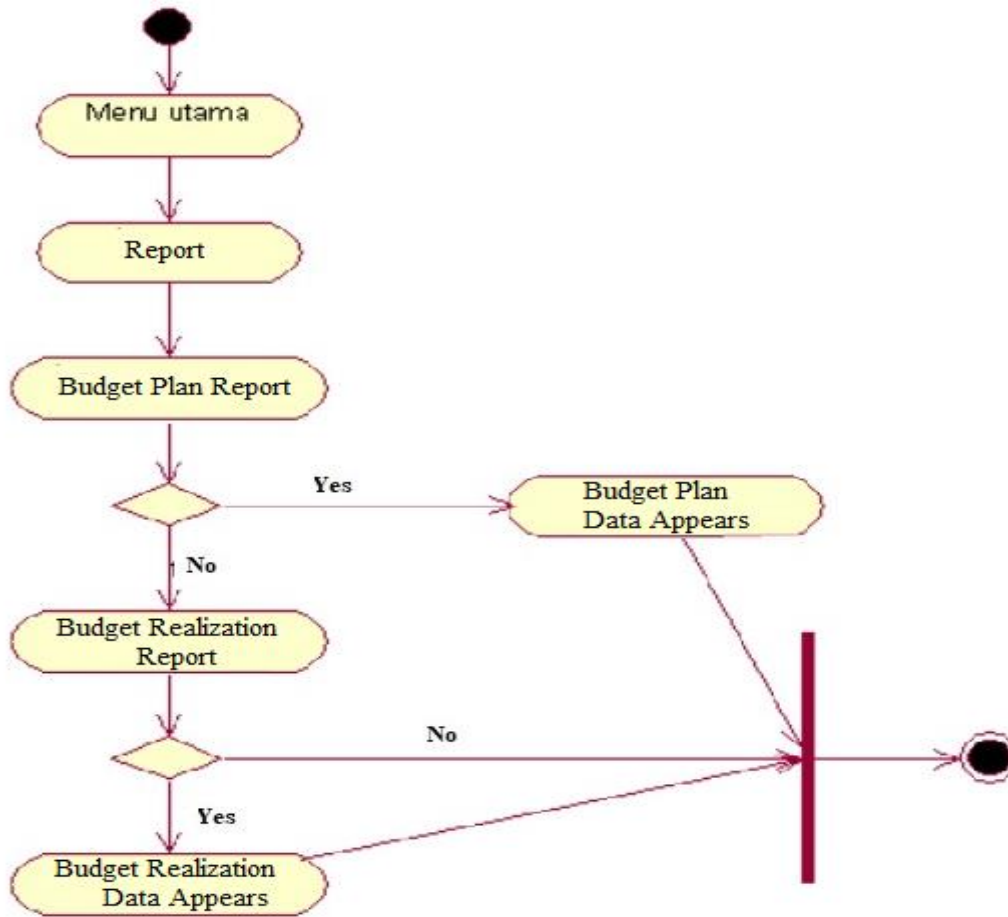 Menu utama
Report
Budget Plan Report
Yes
Budget Plan
Data Appears
No
Budget Realization
Report
No
Yes
Budget Realization
Data Appears